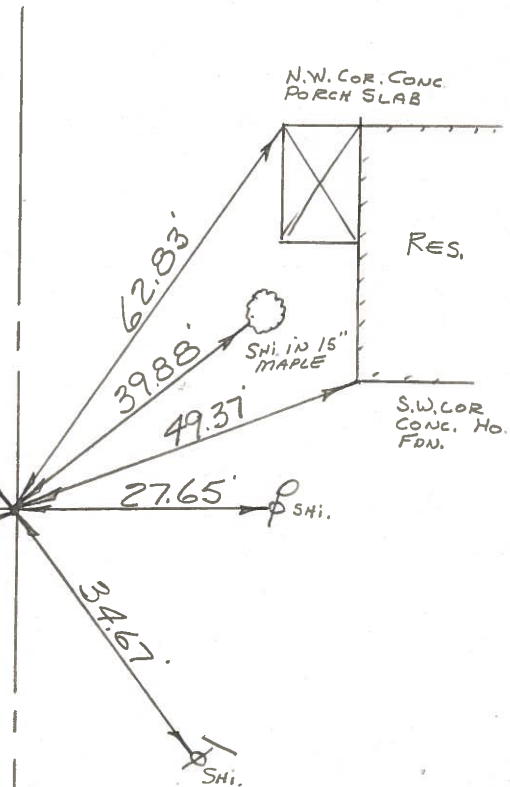 N.W. COR. CONC.
PORCH SLAB
RES.
62.83'
SHI. IN 15"
MAPLE
39.88'
49.37'
S.W. COR
CONC. HO.
FDN.
27.65'
SHI.
34.67'
SHI.